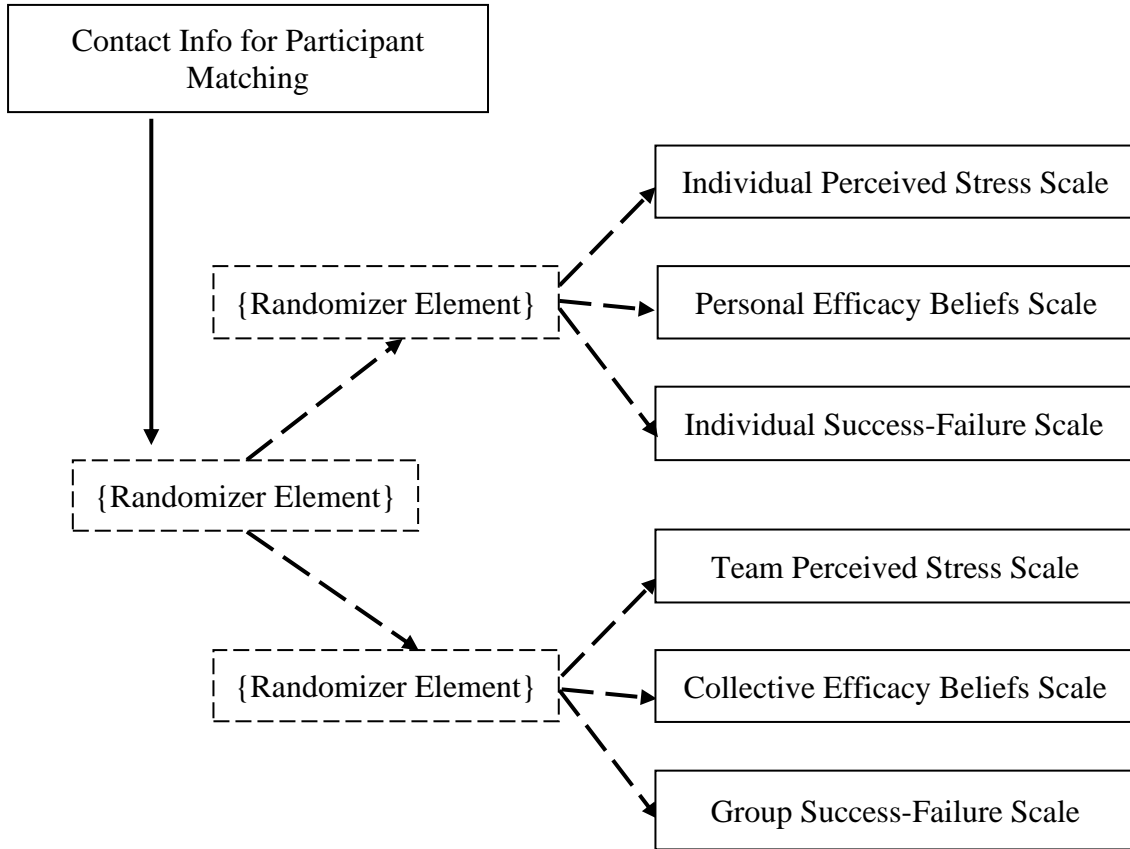 Contact Info for Participant
Matching
Individual Perceived Stress Scale
{Randomizer Element}
Personal Efficacy Beliefs Scale
Individual Success-Failure Scale
{Randomizer Element}
Team Perceived Stress Scale
{Randomizer Element}
Collective Efficacy Beliefs Scale
Group Success-Failure Scale